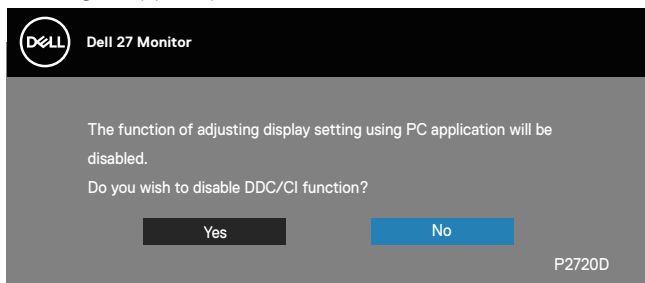 DELL
Dell 27 Monitor
The function of adjusting display setting using PC application will be
disabled.
Do you wish to disable DDC/CI function?
Yes No
P2720D